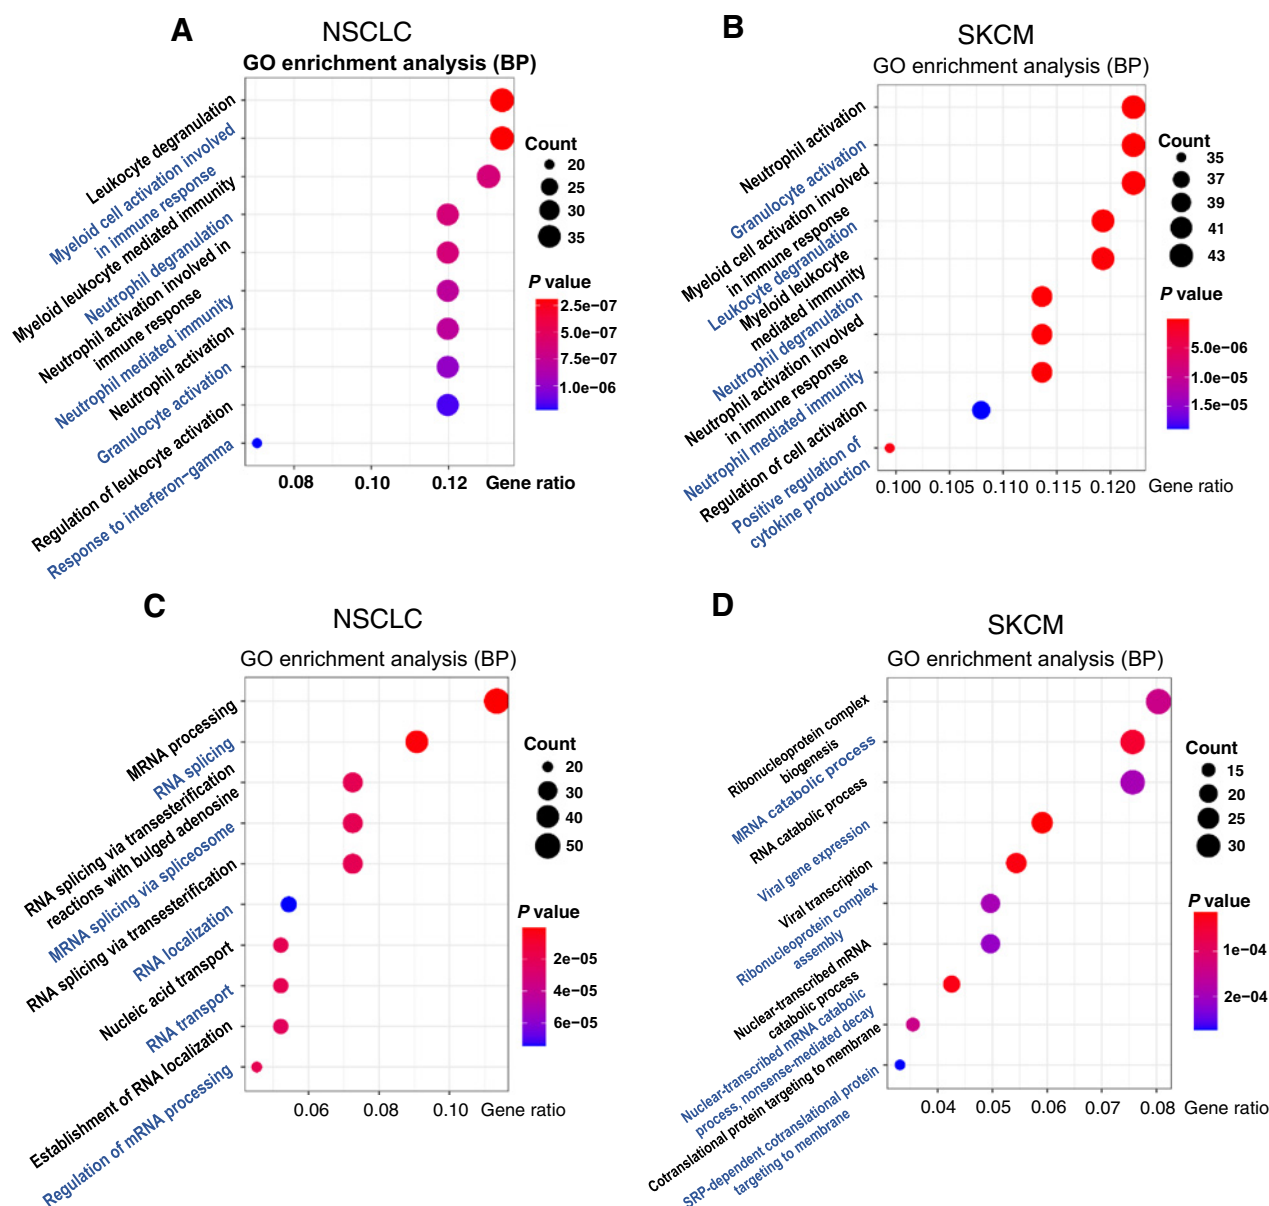 A
NSCLC
GO enrichment analysis (BP)
Leukocyte degranulation
Myeloid cell activation involved
in immune response
Myeloid leukocyte mediated immunity
Neutrophil degranulation
Neutrophil activation involved in
immune response
Neutrophil mediated immunity
Neutrophil activation
Granulocyte activation
Regulation of leukocyte activation
Response to interferon-gamma
0.08 0.10 0.12 Gene ratio
Count
20
25
30
35
P value
2.5e-07
5.0e-07
7.5e-07
1.0e-06
B
SKCM
GO enrichment analysis (BP)
Neutrophil activation
Granulocyte activation
Myeloid cell activation involved
in immune response
Leukocyte degranulation
Myeloid leukocyte
mediated immunity
Neutrophil degranulation
Neutrophil activation involved
in immune response
Neutrophil mediated immunity
Regulation of cell activation
Positive regulation of
cytokine production
0.100 0.105 0.110 0.115 0.120 Gene ratio
Count
35
37
39
41
43
P value
5.0e-06
1.0e-05
1.5e-05
C
NSCLC
GO enrichment analysis (BP)
MRNA processing
RNA splicing
RNA splicing via transesterification
reactions with bulged adenosine
MRNA splicing via spliceosome
RNA splicing via transesterification
RNA localization
Nucleic acid transport
RNA transport
Establishment of RNA localization
Regulation of mRNA processing
0.06 0.08 0.10 Gene ratio
Count
20
30
40
50
P value
2e-05
4e-05
6e-05
D
SKCM
GO enrichment analysis (BP)
Ribonucleoprotein complex
biogenesis
MRNA catabolic process
RNA catabolic process
Viral gene expression
Viral transcription
Ribonucleoprotein complex
assembly
Nuclear-transcribed mRNA
catabolic process
Nuclear-transcribed mRNA catabolic
process, nonsense-mediated decay
Cotranslational protein targeting to membrane
SRP-dependent cotranslational protein
targeting to membrane
0.04 0.05 0.06 0.07 0.08 Gene ratio
Count
15
20
25
30
P value
1e-04
2e-04